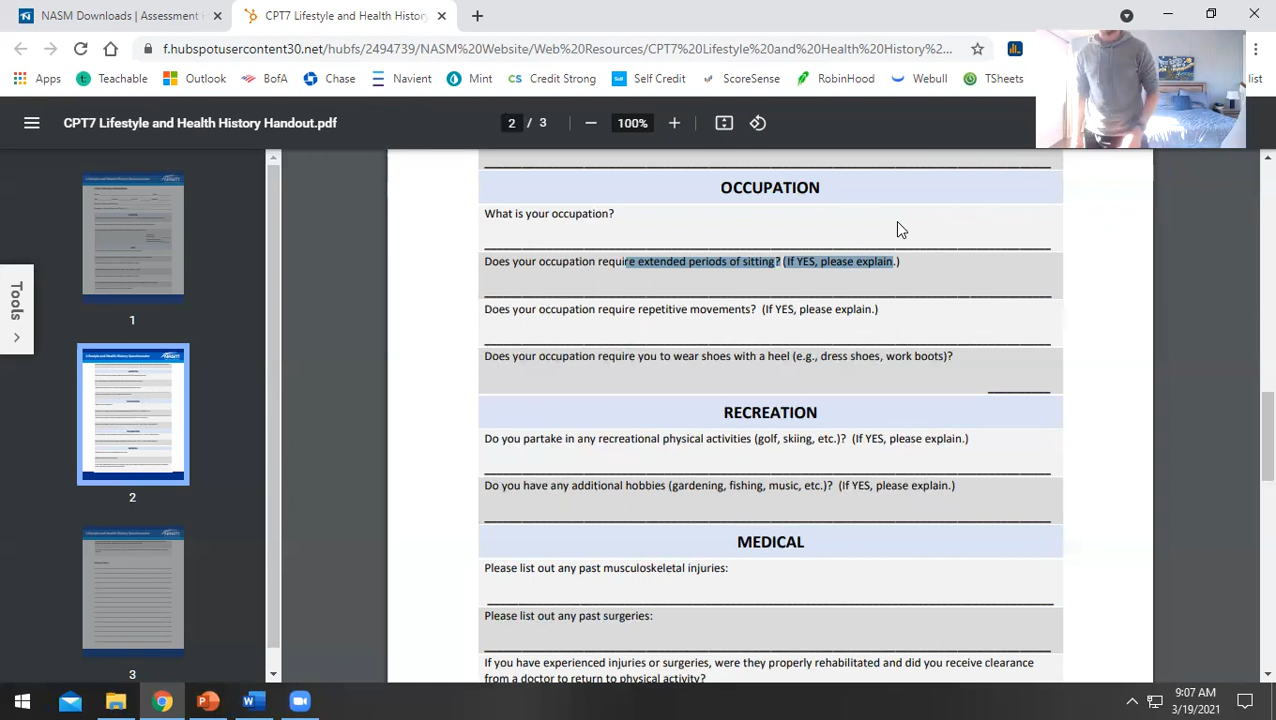 NASM Downloads | Assessment
CPT7 Lifestyle and Health History
f.hubspotusercontent30.net/hubfs/2494739/NASM%20Website/Web%20Resources/CPT7%20Lifestyle%20and%20Health%20History%2...
Apps
Teachable
Outlook
BofA
Chase
Navient
Mint
CS Credit Strong
Self Credit
ScoreSense
RobinHood
Webull
TSheets
list
CPT7 Lifestyle and Health History Handout.pdf
2 / 3
100%
Tools
1
2
3
OCCUPATION
What is your occupation?
Does your occupation require extended periods of sitting? (If YES, please explain.)
Does your occupation require repetitive movements? (If YES, please explain.)
Does your occupation require you to wear shoes with a heel (e.g., dress shoes, work boots)?
RECREATION
Do you partake in any recreational physical activities (golf, skiing, etc.)? (If YES, please explain.)
Do you have any additional hobbies (gardening, fishing, music, etc.)? (If YES, please explain.)
MEDICAL
Please list out any past musculoskeletal injuries:
Please list out any past surgeries:
If you have experienced injuries or surgeries, were they properly rehabilitated and did you receive clearance
from a doctor to return to physical activity?
9:07 AM
3/19/2021